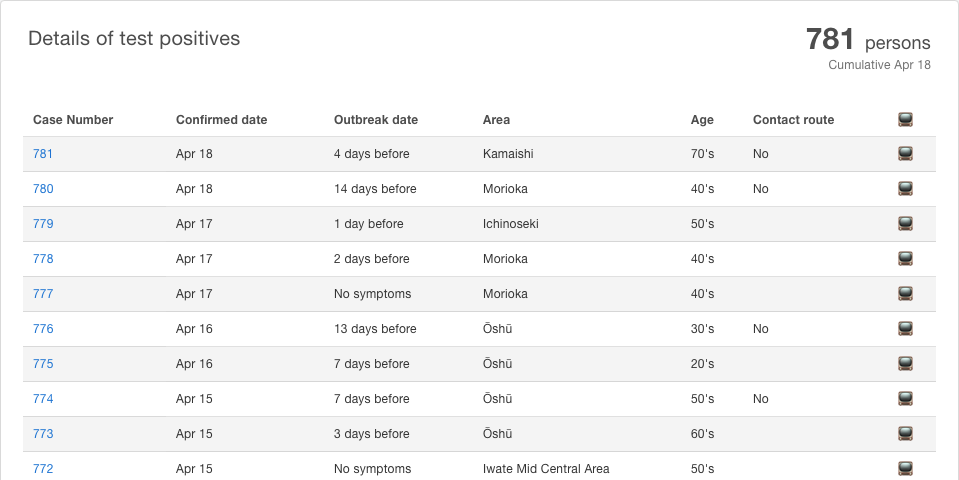 Details of test positives
781 persons
Cumulative Apr 18
Case Number Confirmed date Outbreak date Area Age Contact route
781 Apr 18 4 days before Kamaishi 70's No
780 Apr 18 14 days before Morioka 40's No
779 Apr 17 1 day before Ichinoseki 50's
778 Apr 17 2 days before Morioka 40's
777 Apr 17 No symptoms Morioka 40's
776 Apr 16 13 days before Ōshū 30's No
775 Apr 16 7 days before Ōshū 20's
774 Apr 15 7 days before Ōshū 50's No
773 Apr 15 3 days before Ōshū 60's
772 Apr 15 No symptoms Iwate Mid Central Area 50's